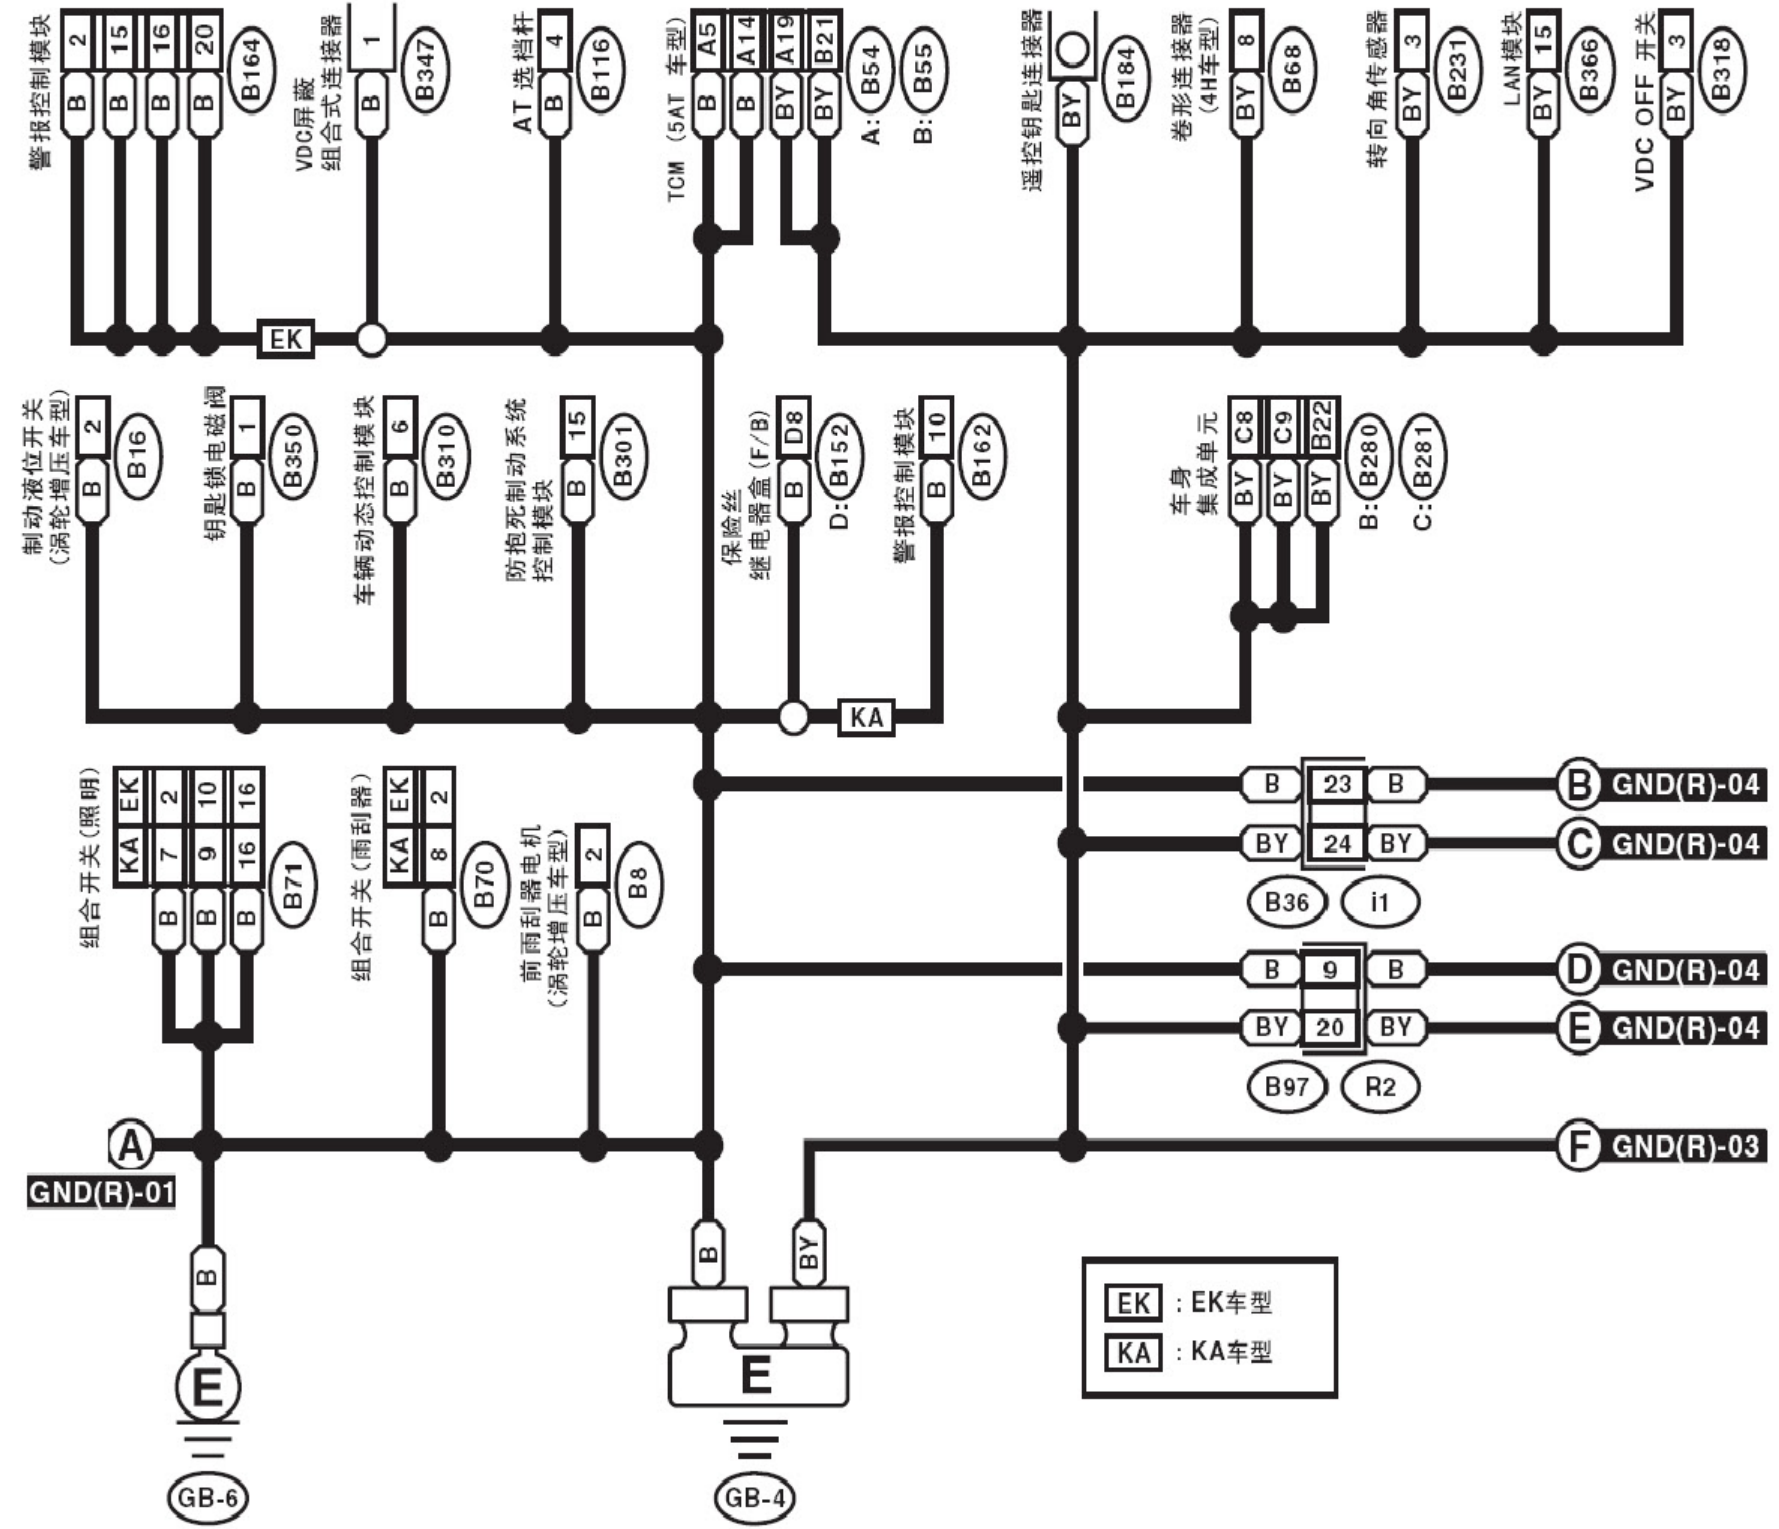 警报控制模块
2
15
16
20
B
B
B
B
B164
VDC屏蔽
组合式连接器
1
B
B347
AT 选档杆
4
B
B116
TCM (5AT 车型)
A5
A14
A19
B21
B
B
BY
BY
A: B54
B: B55
遥控钥匙连接器
BY
B184
卷形连接器
(4H车型)
8
BY
B68
转向角传感器
3
BY
B231
LAN模块
15
BY
B366
VDC OFF 开关
3
BY
B318
EK
制动液位开关
(涡轮增压车型)
2
B
B16
钥匙锁电磁阀
1
B
B350
车辆动态控制模块
6
B
B310
防抱死制动系统
控制模块
15
B
B301
保险丝
继电器盒(F/B)
D8
B
D: B152
警报控制模块
10
B
B162
车身
集成单元
C8
C9
B22
BY
BY
BY
B: B280
C: B281
KA
组合开关(照明)
EK
2
10
16
KA
7
9
16
B
B
B
B71
组合开关(雨刮器)
EK
2
KA
8
B
B70
前雨刮器电机
(涡轮增压车型)
2
B
B8
B
23
B
B
GND(R)-04
BY
24
BY
C
GND(R)-04
B36
i1
B
9
B
D
GND(R)-04
BY
20
BY
E
GND(R)-04
B97
R2
A
GND(R)-01
F
GND(R)-03
B
E
GB-6
B
BY
E
GB-4
EK : EK车型
KA : KA车型